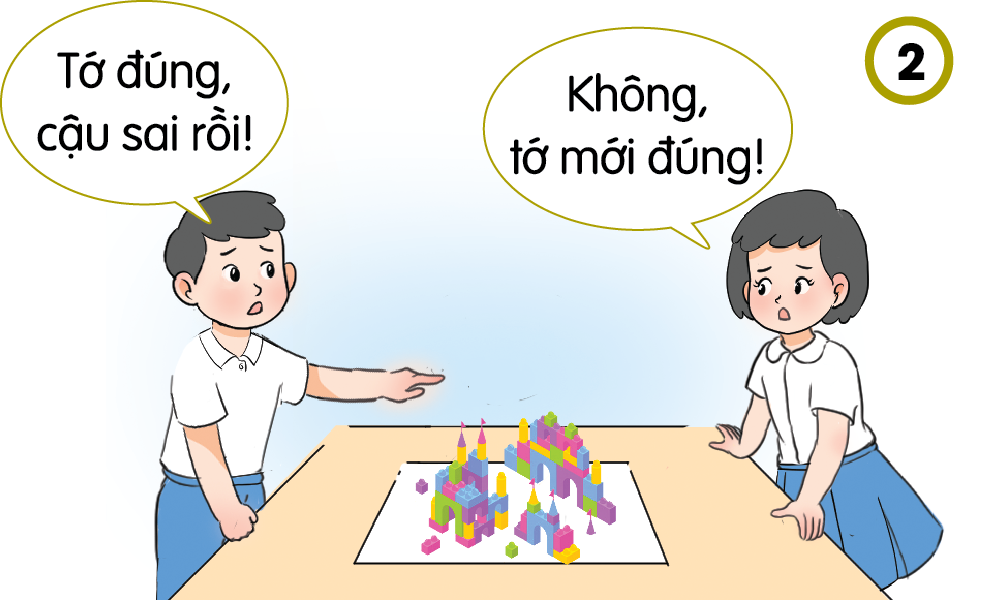 Tớ đúng,
cậu sai rồi!
Không,
tớ mới đúng!
2